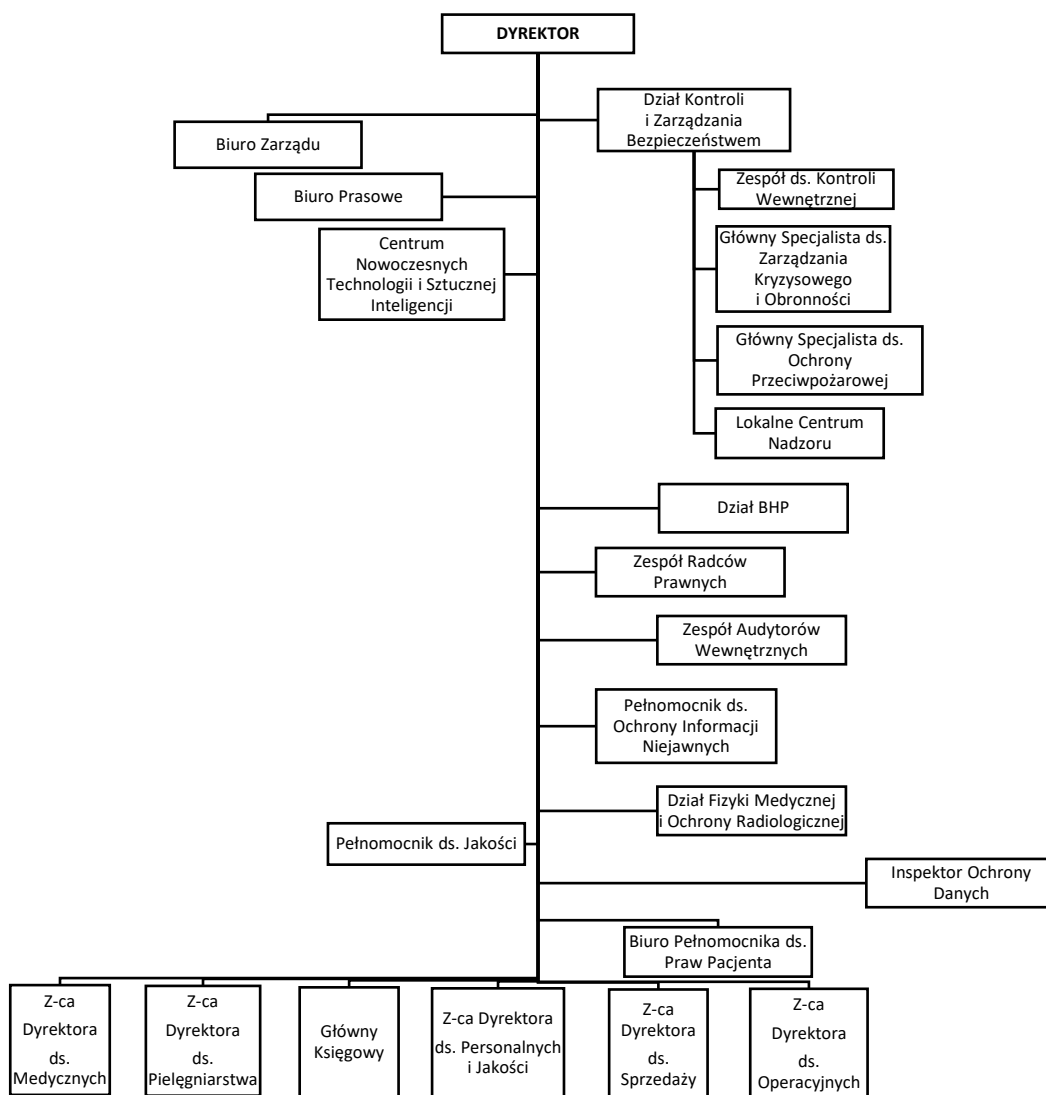 DYREKTOR
Dział Kontroli
i Zarządzania
Bezpieczeństwem
Biuro Zarządu
Zespół ds. Kontroli
Wewnętrznej
Biuro Prasowe
Centrum
Nowoczesnych
Technologii i Sztucznej
Inteligencji
Główny Specjalista ds.
Zarządzania
Kryzysowego
i Obronności
Główny Specjalista ds.
Ochrony
Przeciwpożarowej
Lokalne Centrum
Nadzoru
Dział BHP
Zespół Radców
Prawnych
Zespół Audytorów
Wewnętrznych
Pełnomocnik ds.
Ochrony Informacji
Niejawnych
Dział Fizyki Medycznej
i Ochrony Radiologicznej
Pełnomocnik ds. Jakości
Inspektor Ochrony
Danych
Biuro Pełnomocnika ds.
Praw Pacjenta
Z-ca
Dyrektora
ds.
Medycznych
Z-ca
Dyrektora
ds.
Pielęgniarstwa
Główny
Księgowy
Z-ca Dyrektora
ds. Personalnych
i Jakości
Z-ca
Dyrektora
ds.
Sprzedaży
Z-ca
Dyrektora
ds.
Operacyjnych